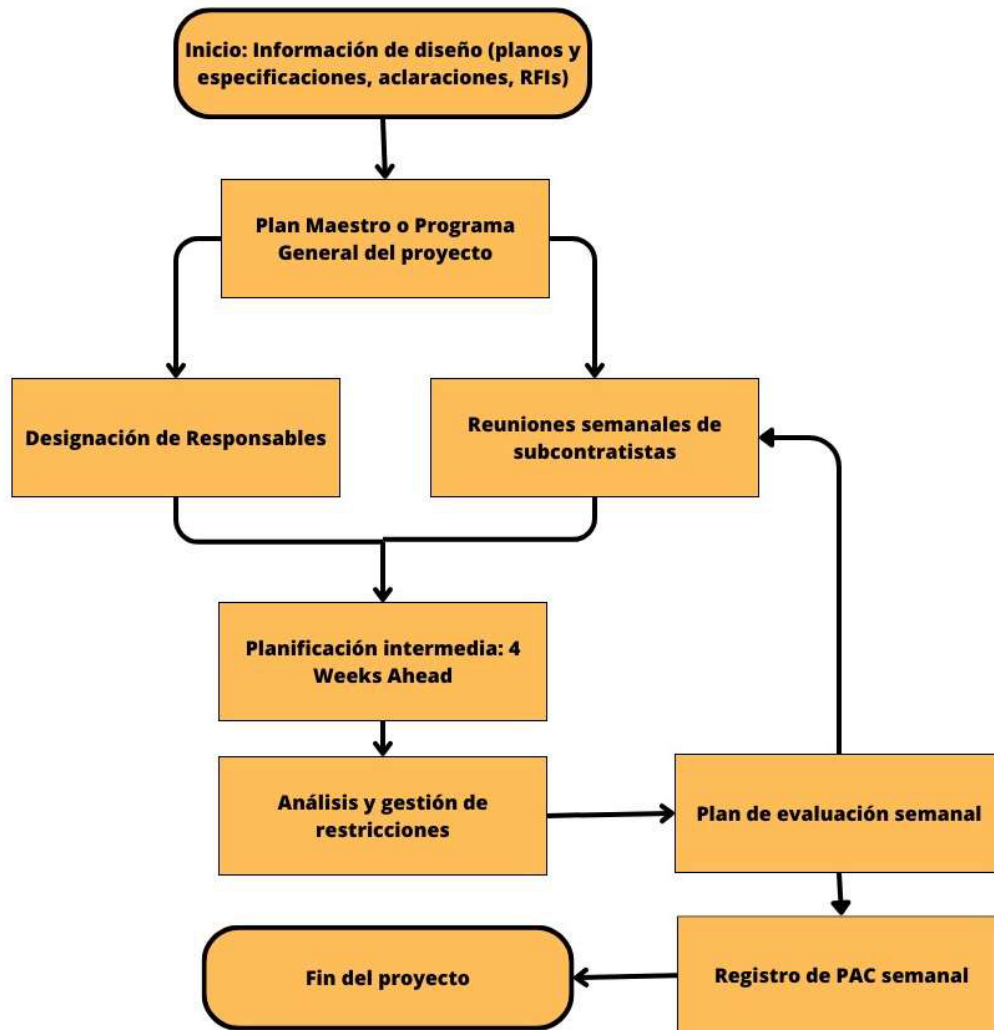 Inicio: Información de diseño (planos y
especificaciones, aclaraciones, RFIs)
Plan Maestro o Programa
General del proyecto
Designación de Responsables
Reuniones semanales de
subcontratistas
Planificación intermedia: 4
Weeks Ahead
Análisis y gestión de
restricciones
Plan de evaluación semanal
Registro de PAC semanal
Fin del proyecto